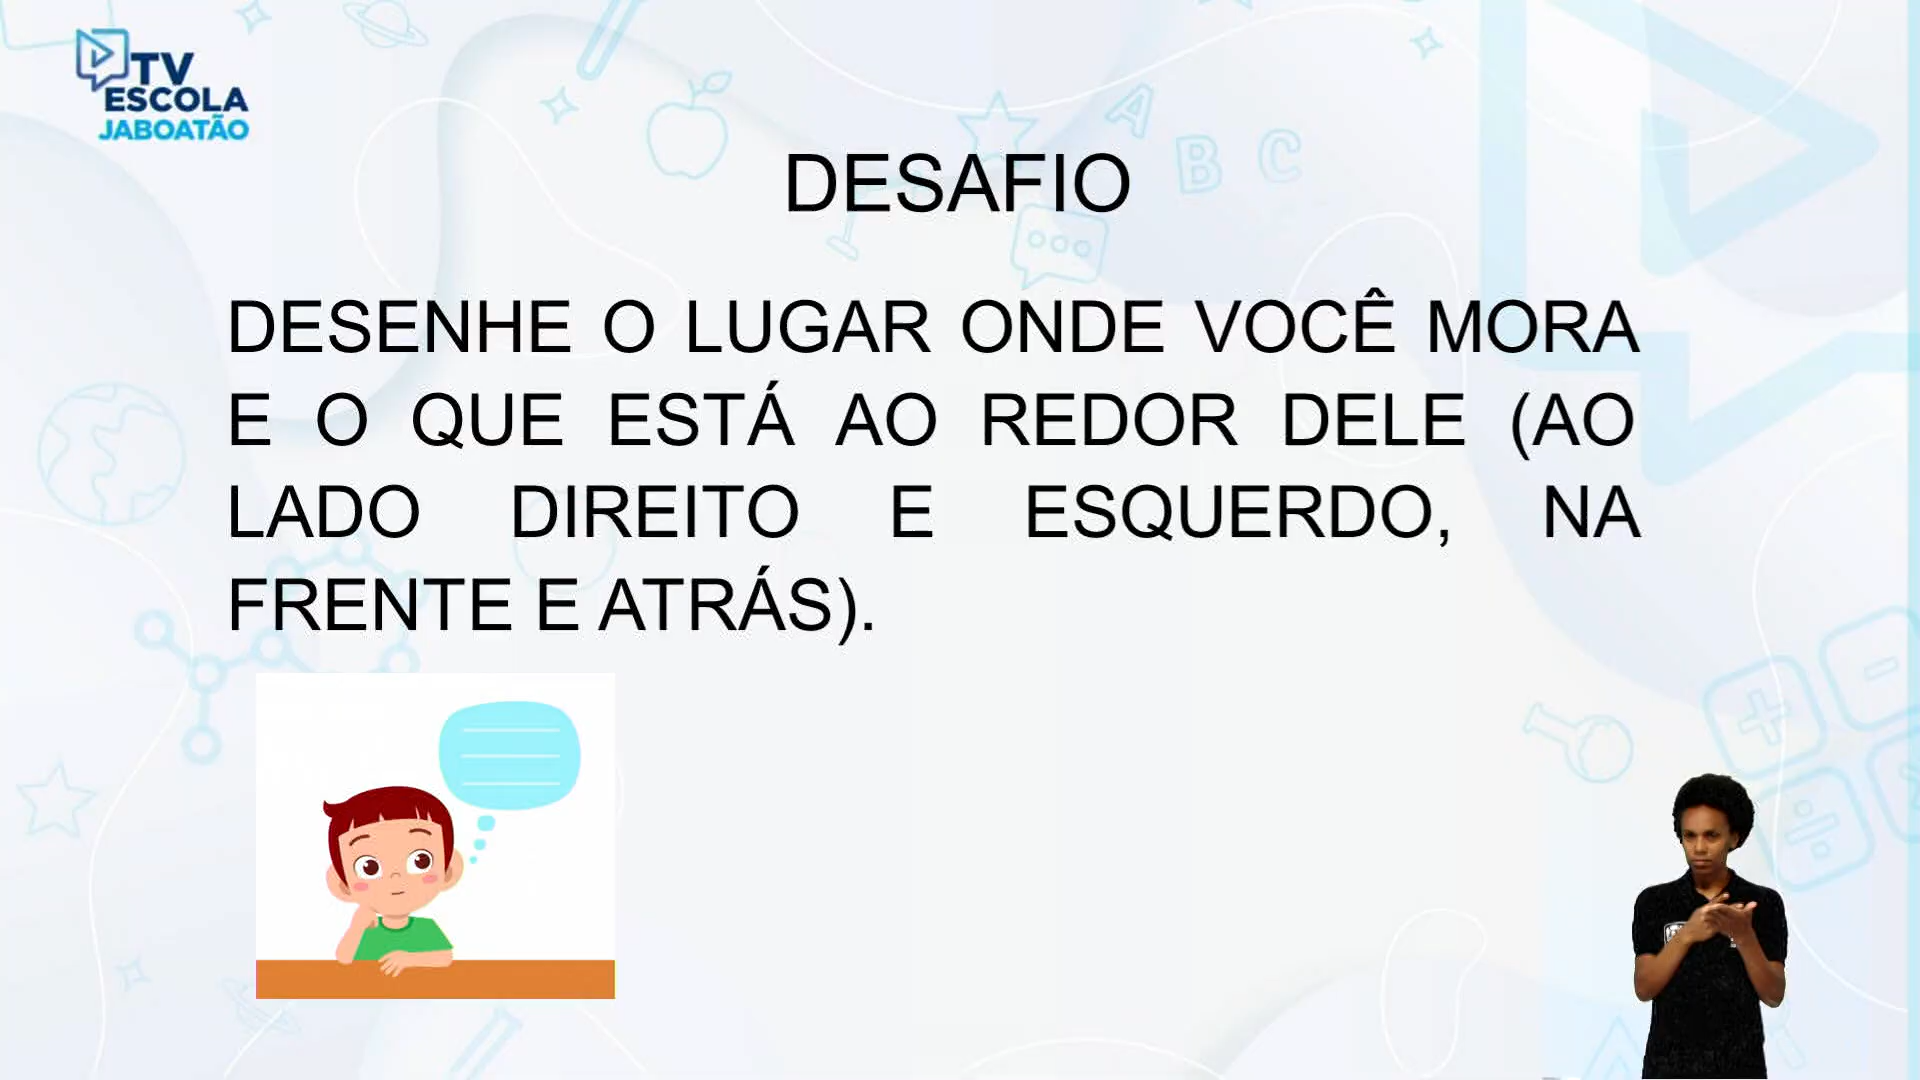 TV
ESCOLA
JABOATÃO
A B C
DESAFIO
DESENHE O LUGAR ONDE VOCÊ MORA
E O QUE ESTÁ AO REDOR DELE (AO
LADO DIREITO E ESQUERDO, NA
FRENTE E ATRÁS).